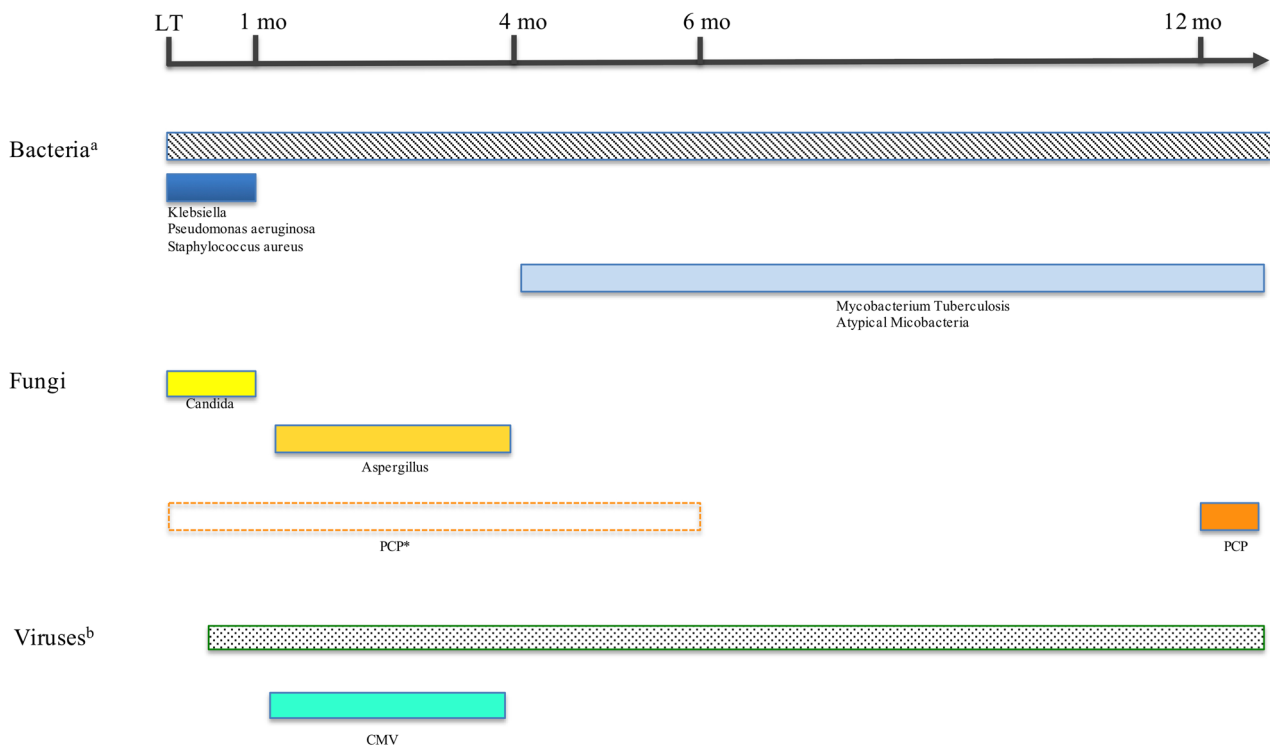 LT 1 mo 4 mo 6 mo 12 mo
Bacteriaᵃ
Klebsiella
Pseudomonas aeruginosa
Staphylococcus aureus
Mycobacterium Tuberculosis
Atypical Micobacteria
Fungi
Candida
Aspergillus
PCP* PCP
Virusesᵇ
CMV